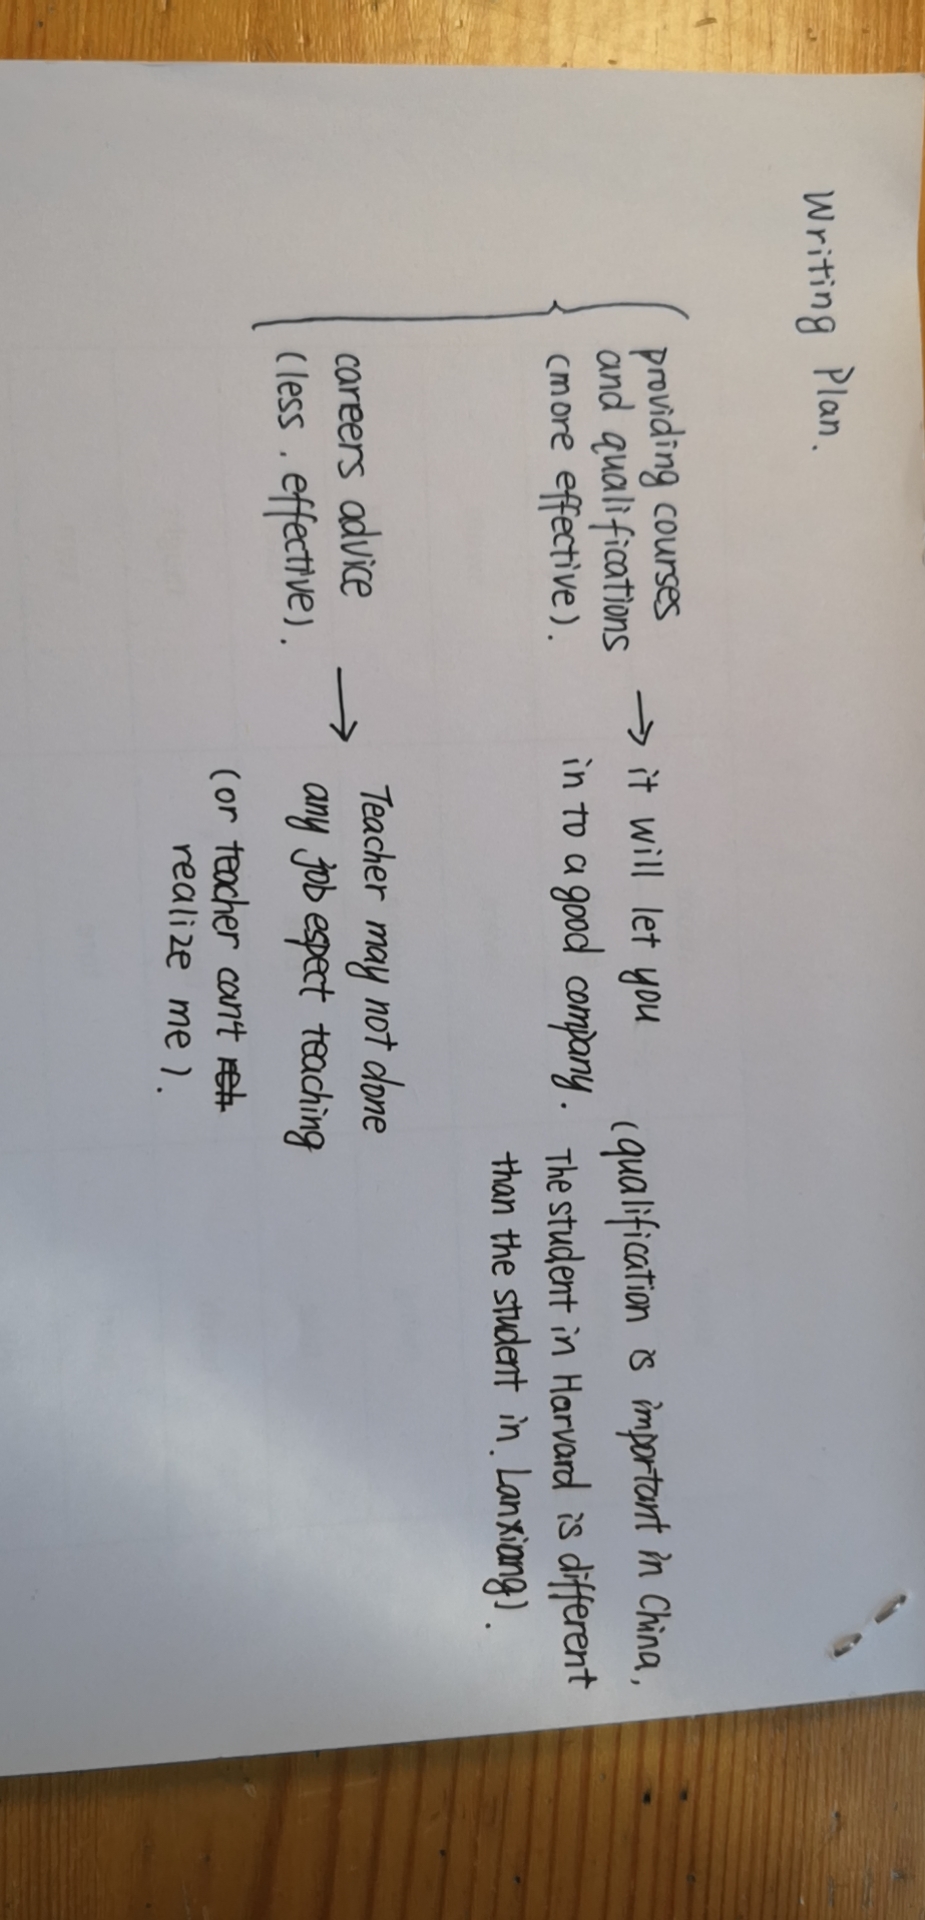 Writing Plan.
providing courses
and qualifications
(more effective).
→ it will let you
in to a good company.
(qualification is important in China,
The student in Harvard is different
than the student in. Lanxiang).
careers advice
(less. effective).
→ Teacher may not done
any job espect teaching
(or teacher can't
realize me).